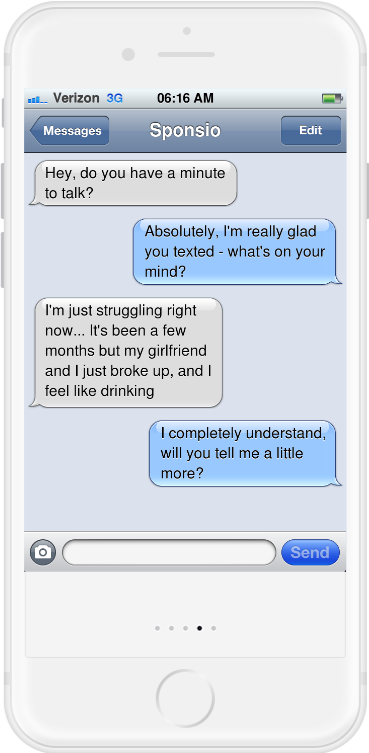 Verizon 3G 06:16 AM
Messages Sponsio Edit
Hey, do you have a minute
to talk?
Absolutely, I'm really glad
you texted - what's on your
mind?
I'm just struggling right
now... It's been a few
months but my girlfriend
and I just broke up, and I
feel like drinking
I completely understand,
will you tell me a little
more?
Send